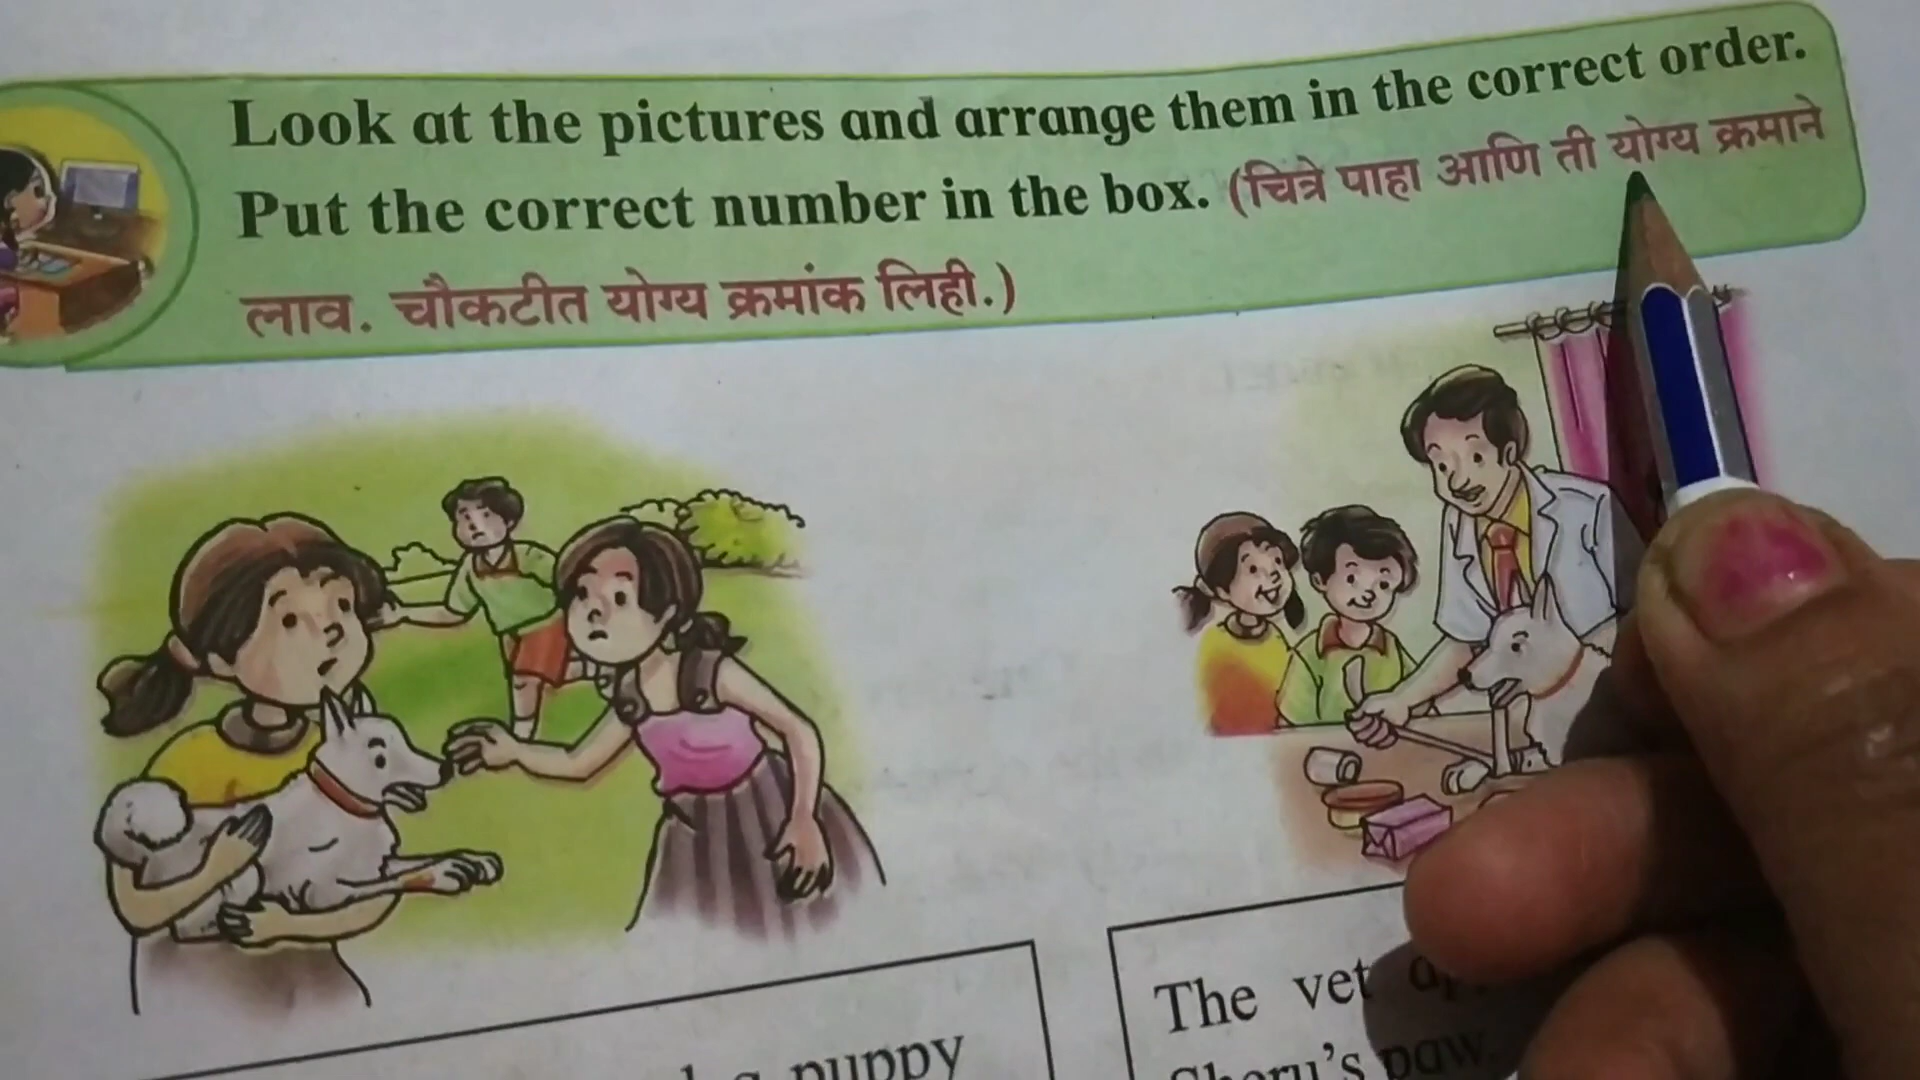 Look at the pictures and arrange them in the correct order.
Put the correct number in the box. (चित्रे पाहा आणि ती योग्य क्रमाने
लाव. चौकटीत योग्य क्रमांक लिही.)
a puppy
The vet
Sheru's paw.